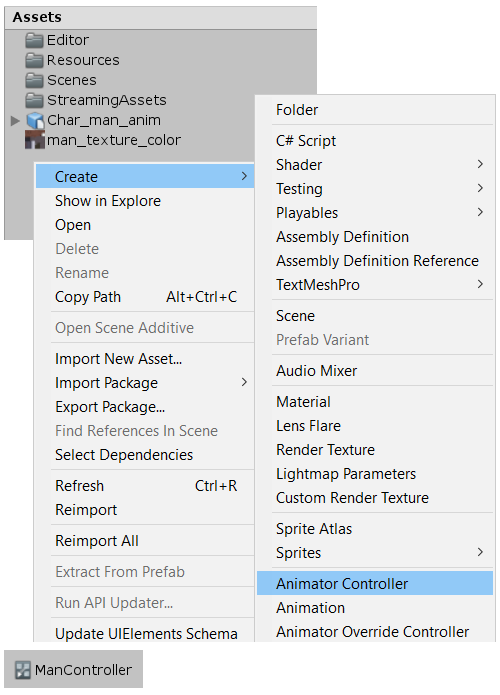 Assets
Editor
Resources
Scenes
StreamingAssets
Char_man_anim
man_texture_color
Create
Show in Explore
Open
Delete
Rename
Copy Path Alt+Ctrl+C
Open Scene Additive
Import New Asset...
Import Package
Export Package...
Find References In Scene
Select Dependencies
Refresh Ctrl+R
Reimport
Reimport All
Extract From Prefab
Run API Updater...
Update UIElements Schema
Folder
C# Script
Shader
Testing
Playables
Assembly Definition
Assembly Definition Reference
TextMeshPro
Scene
Prefab Variant
Audio Mixer
Material
Lens Flare
Render Texture
Lightmap Parameters
Custom Render Texture
Sprite Atlas
Sprites
Animator Controller
Animation
Animator Override Controller
ManController